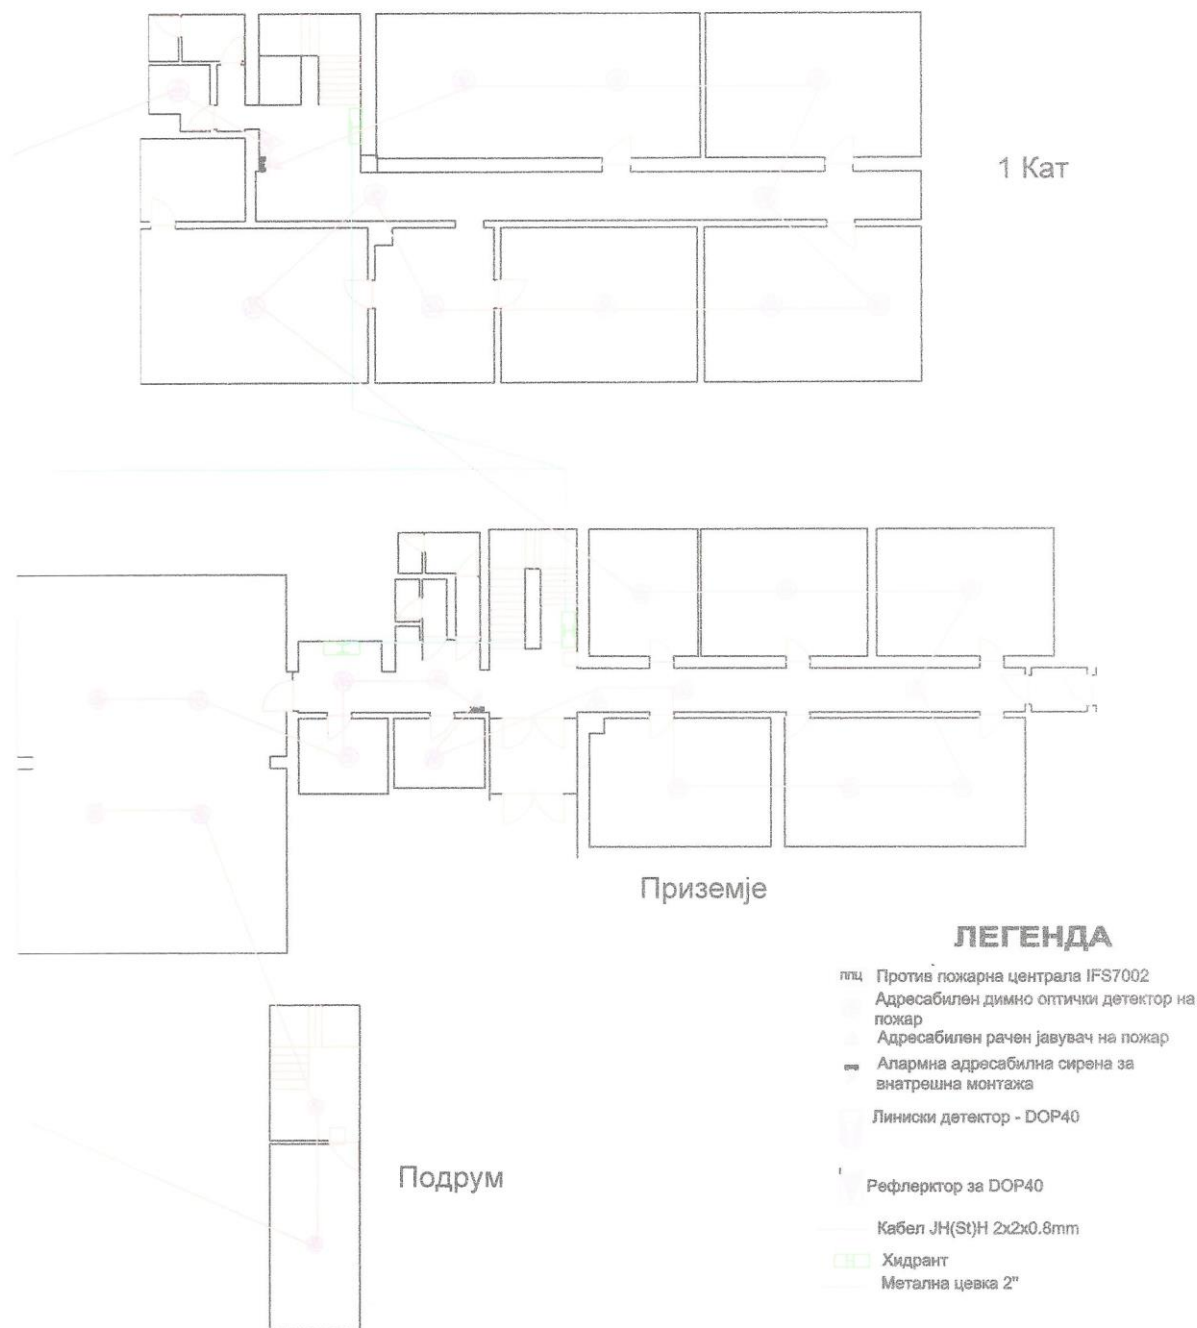 1 Кат
Приземје
ЛЕГЕНДА
ппц Против пожарна централа IFS7002
Адресабилен димно оптички детектор на
пожар
Адресабилен рачен јавувач на пожар
Алармна адресабилна сирена за
внатрешна монтажа
Линиски детектор - DOP40
Подрум
Рефлерктор за DOP40
Кабел JH(St)H 2x2x0.8mm
Хидрант
Метална цевка 2"